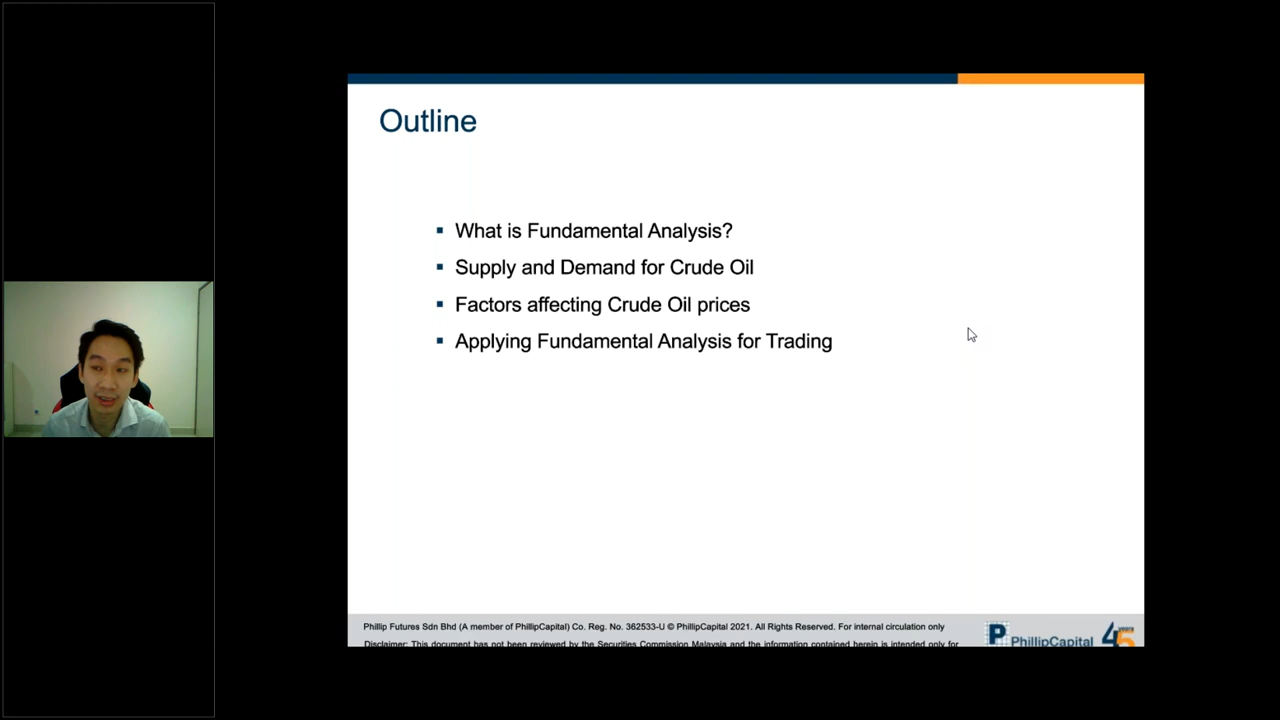 Outline
What is Fundamental Analysis?
Supply and Demand for Crude Oil
Factors affecting Crude Oil prices
Applying Fundamental Analysis for Trading
Phillip Futures Sdn Bhd (A member of PhillipCapital) Co. Reg. No. 362533-U © PhillipCapital 2021. All Rights Reserved. For internal circulation only
Disclaimer: This document has not been reviewed by the Securities Commission Malaysia and the information contained herein is intended only for
P PhillipCapital 45 years